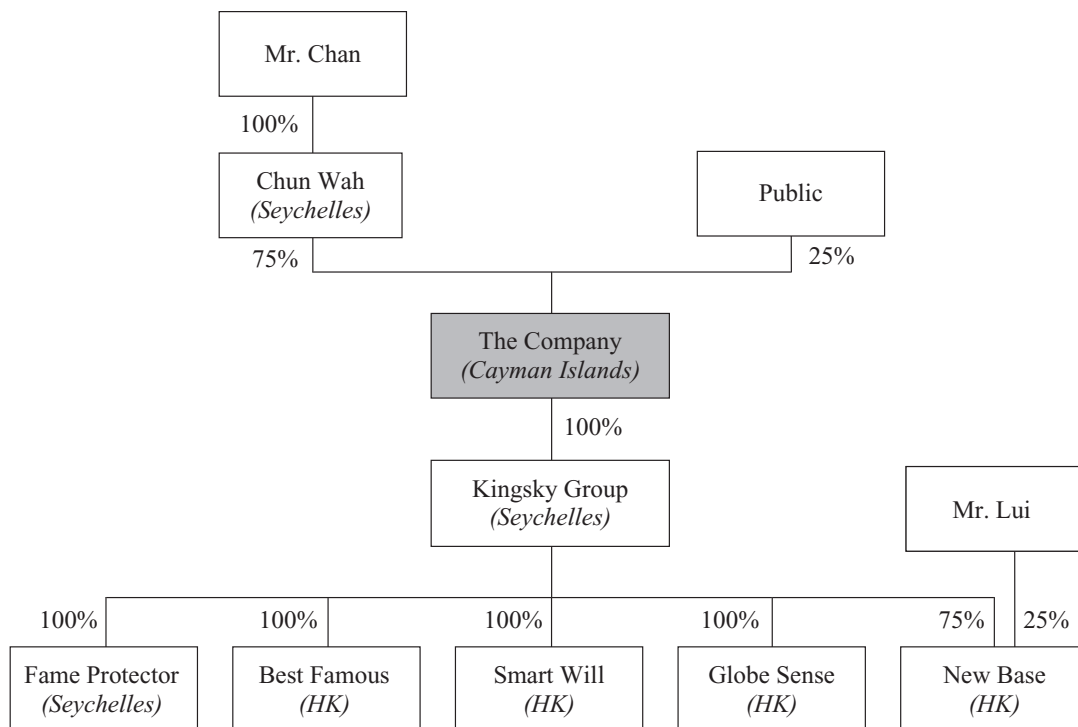 Mr. Chan
100%
Chun Wah
(Seychelles)
Public
75%
25%
The Company
(Cayman Islands)
100%
Kingsky Group
(Seychelles)
Mr. Lui
100%
100%
100%
100%
75%
25%
Fame Protector
(Seychelles)
Best Famous
(HK)
Smart Will
(HK)
Globe Sense
(HK)
New Base
(HK)